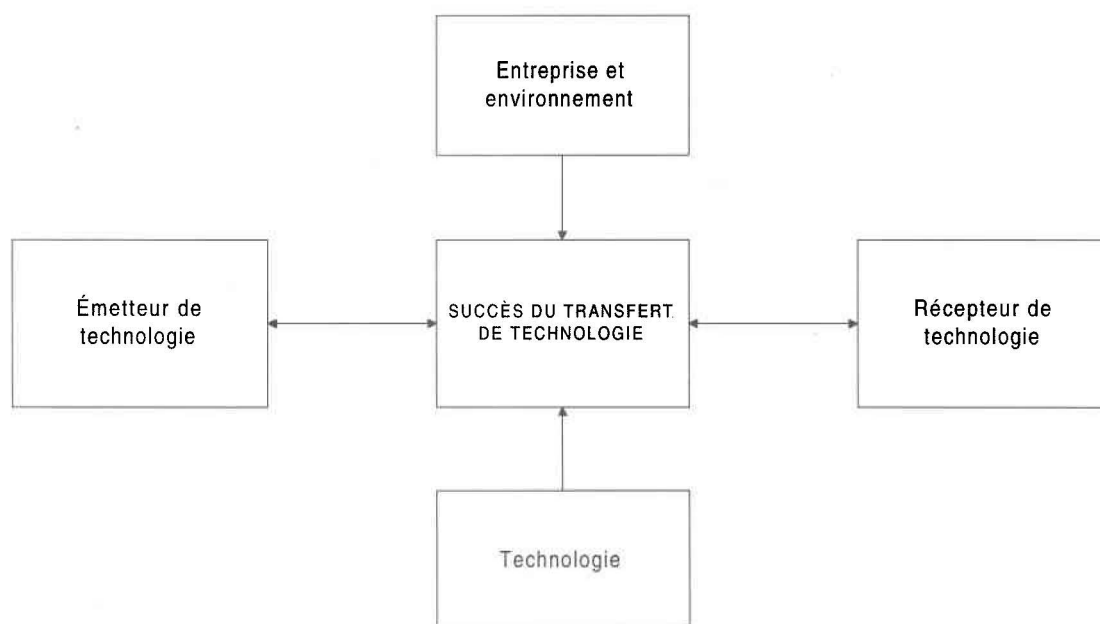 Entreprise et
environnement
Émetteur de
technologie
SUCCÈS DU TRANSFERT
DE TECHNOLOGIE
Récepteur de
technologie
Technologie